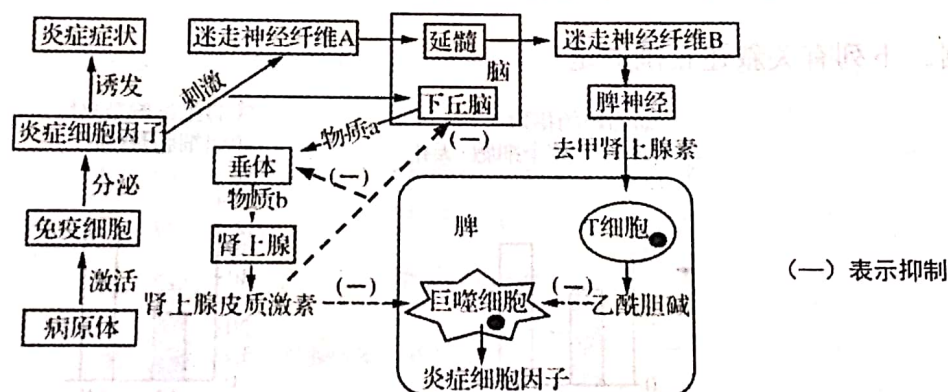 炎症症状
迷走神经纤维A
延髓
迷走神经纤维B
脑
诱发
刺激
下丘脑
脾神经
炎症细胞因子
物质a
(一)
去甲肾上腺素
垂体
(一)
分泌
物质b
脾
T细胞
免疫细胞
肾上腺
(一)表示抑制
激活
肾上腺皮质激素
(一)
巨噬细胞
(一)
乙酰胆碱
病原体
炎症细胞因子